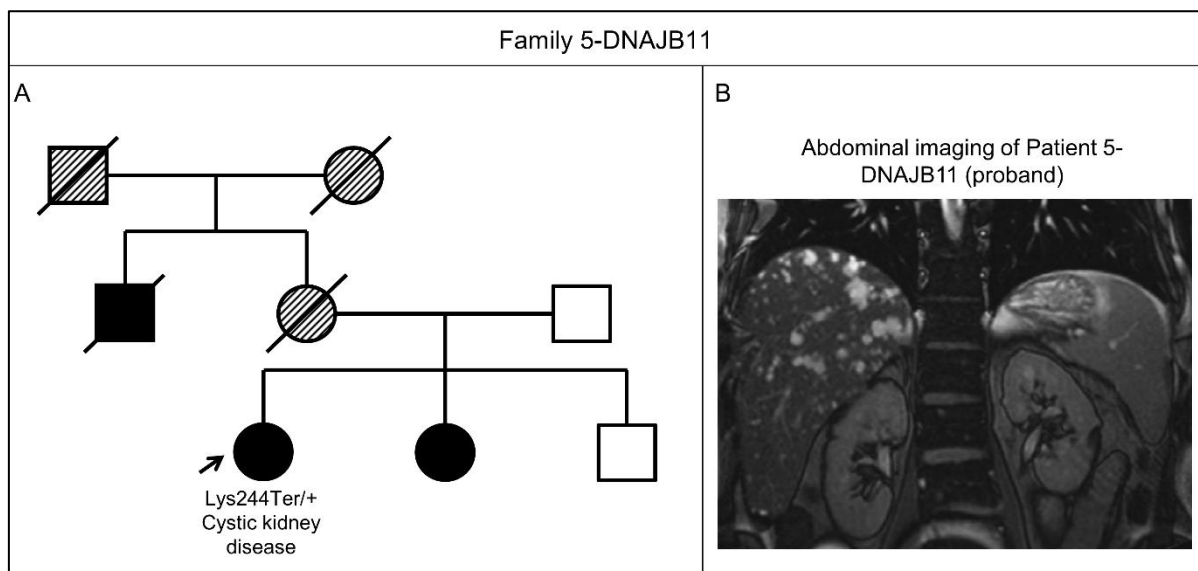 Family 5-DNAJB11
A
Lys244Ter/+
Cystic kidney
disease
B
Abdominal imaging of Patient 5-
DNAJB11 (proband)